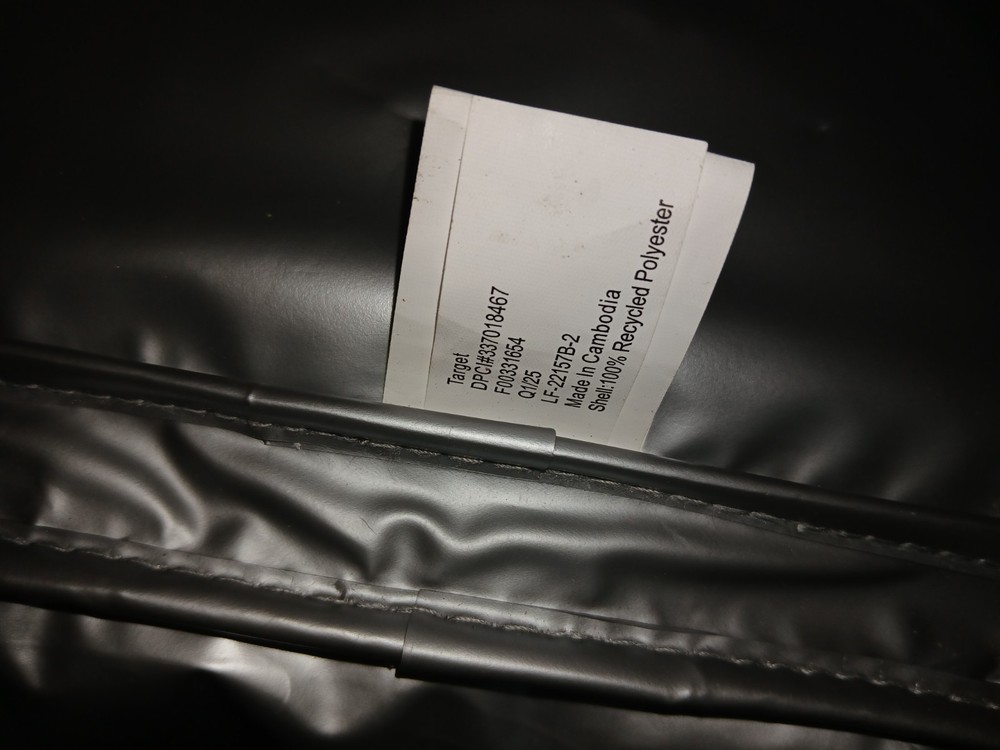 Target
DPCI#337018467
F00331654
Q1/25
LF-22157B-2
Made In Cambodia
Shell:100% Recycled Polyester